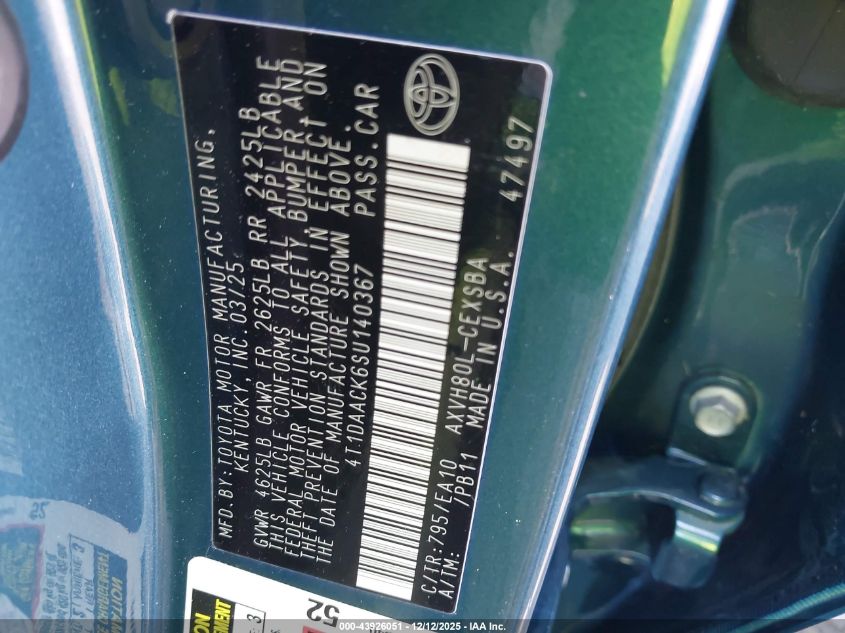 MFD. BY: TOYOTA MOTOR MANUFACTURING,
KENTUCKY, INC. 03/25
GVWR 4625LB GAWR FR 2625LB RR 2425LB
THIS VEHICLE CONFORMS TO ALL APPLICABLE
FEDERAL MOTOR VEHICLE SAFETY, BUMPER, AND
THEFT PREVENTION STANDARDS IN EFFECT ON
THE DATE OF MANUFACTURE SHOWN ABOVE.
4T1DAACK6SU140367 PASS.CAR
C/TR: 795/EA10 AXVH80L-CEXSBA
A/TM: /PB11 MADE IN U.S.A. 47497
52
000-43926051 - 12/12/2025 - IAA Inc.